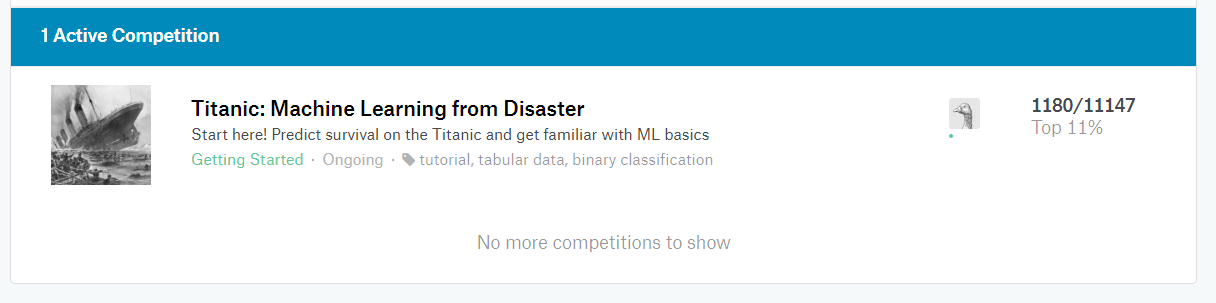 1 Active Competition
Titanic: Machine Learning from Disaster
Start here! Predict survival on the Titanic and get familiar with ML basics
Getting Started · Ongoing · tutorial, tabular data, binary classification
1180/11147
Top 11%
No more competitions to show